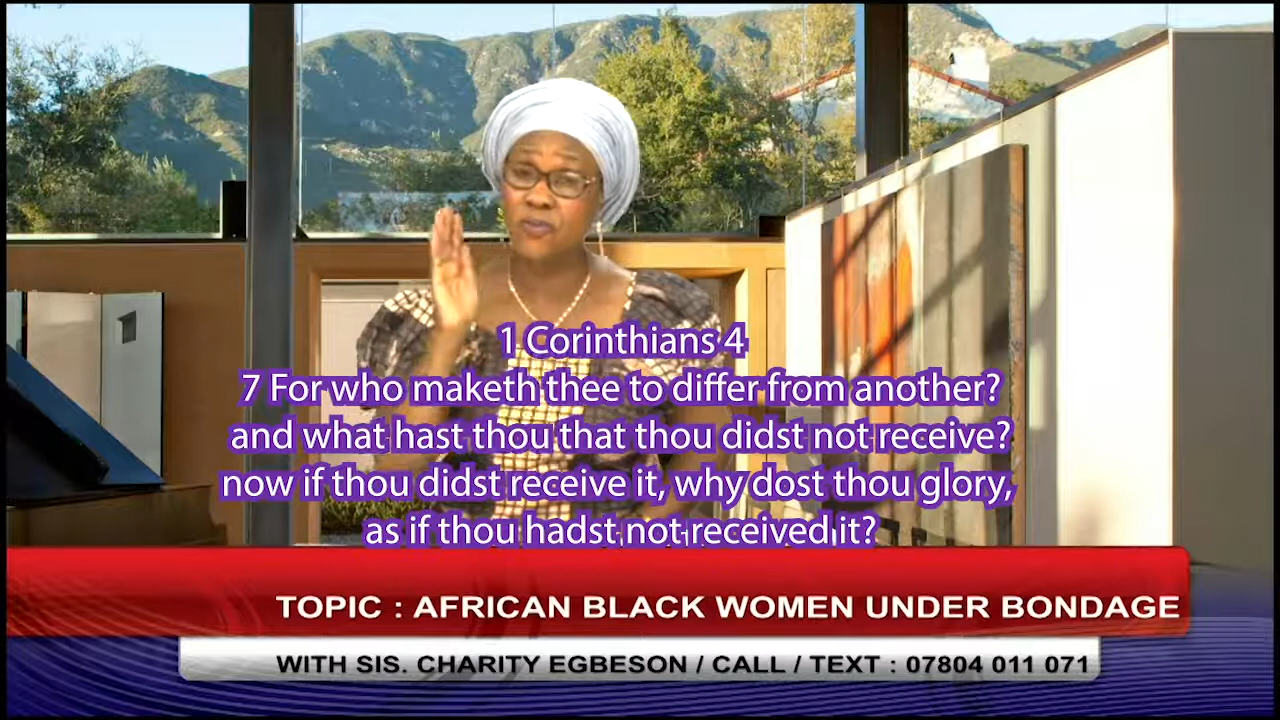 1 Corinthians 4
7 For who maketh thee to differ from another?
and what hast thou that thou didst not receive?
now if thou didst receive it, why dost thou glory,
as if thou hadst not received it?
TOPIC : AFRICAN BLACK WOMEN UNDER BONDAGE
WITH SIS. CHARITY EGBESON / CALL / TEXT : 07804 011 071